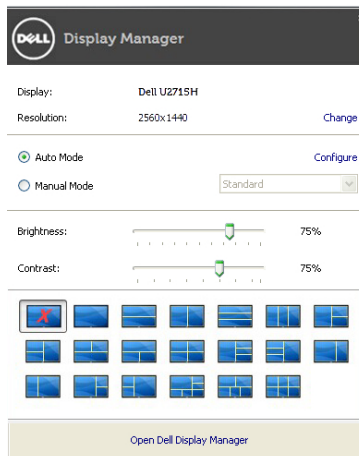 DELL Display Manager
Display: Dell U2715H
Resolution: 2560x1440 Change
Auto Mode Configure
Manual Mode Standard
Brightness: 75%
Contrast: 75%
Open Dell Display Manager